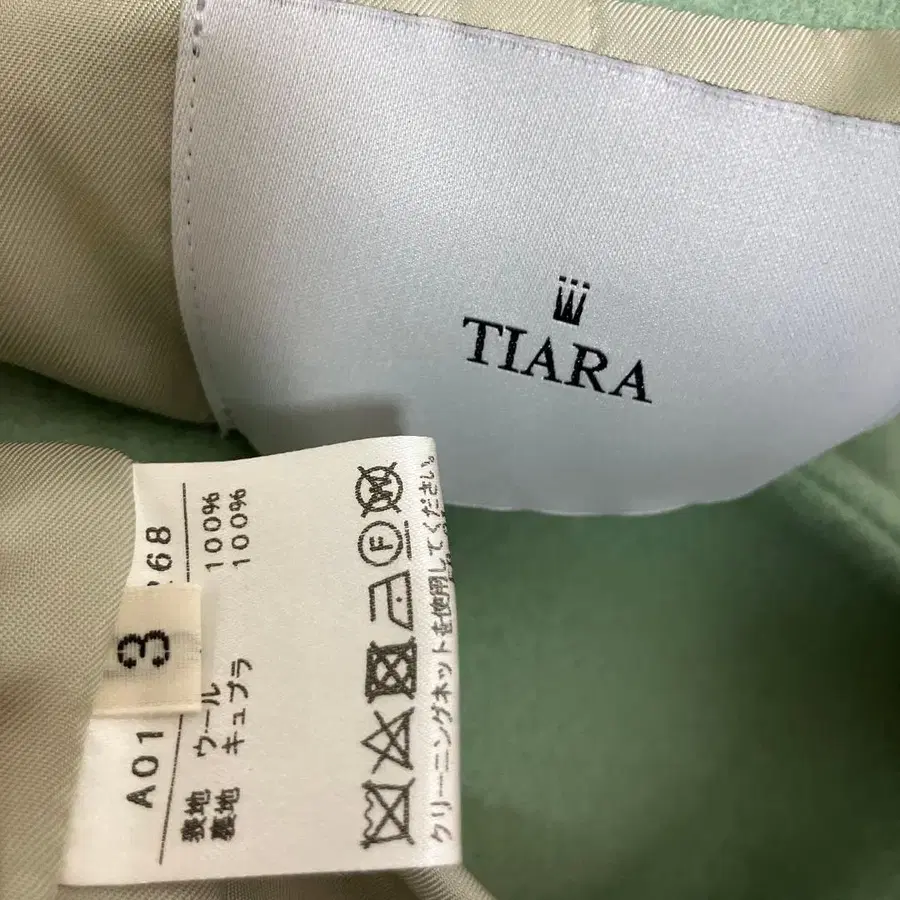 TIARA
A01
268
3
表地 ウール 100%
裏地 キュプラ 100%
W
F
クリーニングネットを使用してください。